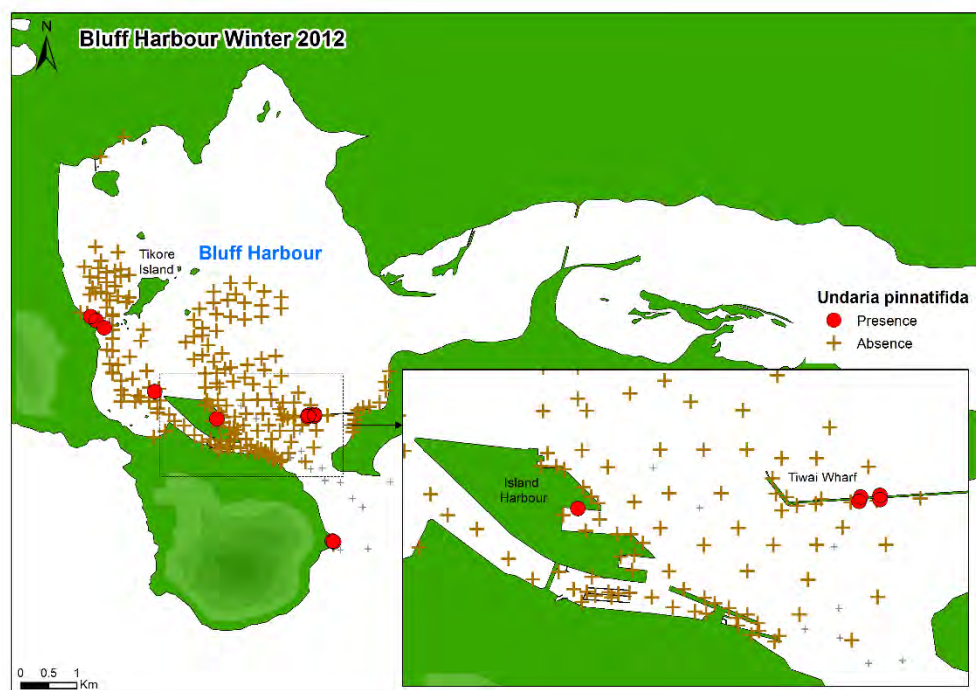 N
Bluff Harbour Winter 2012
Tikore
Island
Bluff Harbour
Undaria pinnatifida
Presence
Absence
Island
Harbour
Tiwai Wharf
0 0.5 1
Km